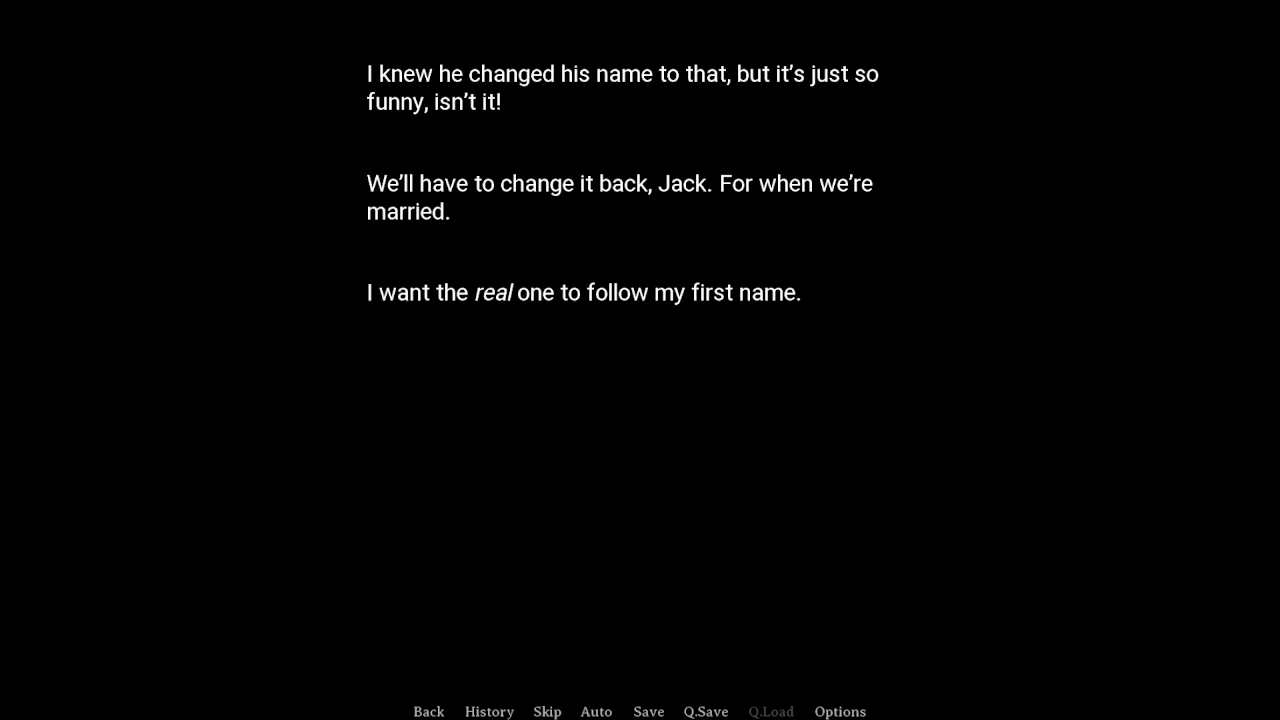 I knew he changed his name to that, but it’s just so
funny, isn’t it!
We’ll have to change it back, Jack. For when we’re
married.
I want the real one to follow my first name.
Back History Skip Auto Save Q.Save Q.Load Options